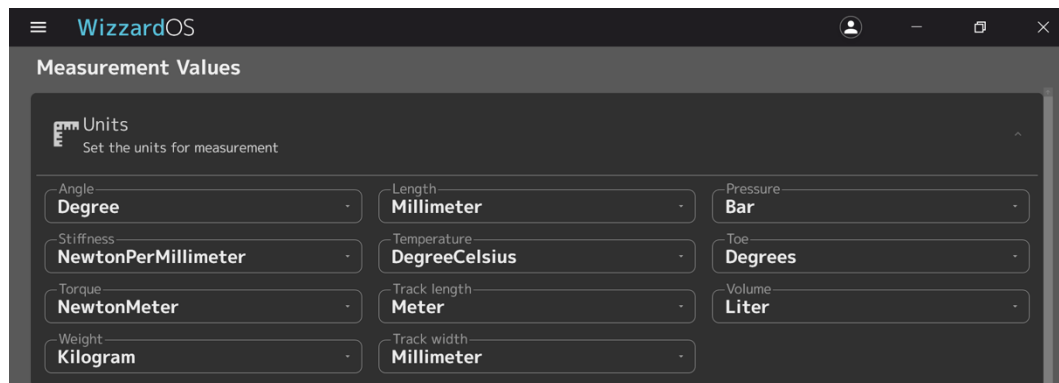 WizzardOS
Measurement Values
Units
Set the units for measurement
Angle
Degree
Length
Millimeter
Pressure
Bar
Stiffness
NewtonPerMillimeter
Temperature
DegreeCelsius
Toe
Degrees
Torque
NewtonMeter
Track length
Meter
Volume
Liter
Weight
Kilogram
Track width
Millimeter